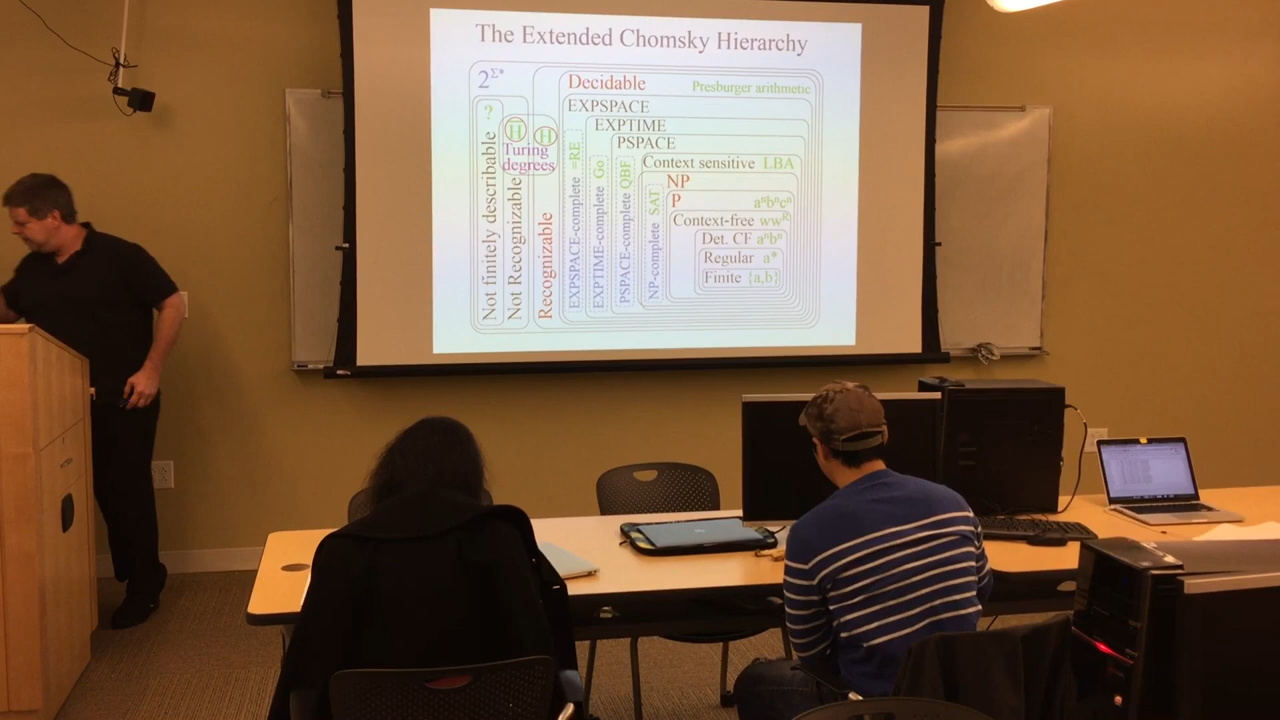 The Extended Chomsky Hierarchy
2^Σ*
Decidable
Presburger arithmetic
EXPSPACE
EXPTIME
PSPACE
Context sensitive LBA
NP
P
aⁿbⁿcⁿ
Context-free wwᴿ
Det. CF aⁿbⁿ
Regular a*
Finite {a,b}
Not finitely describable ?
Not Recognizable
H
H
Turing
degrees
Recognizable
EXPSPACE-complete =RE
EXPTIME-complete Go
PSPACE-complete QBF
NP-complete SAT